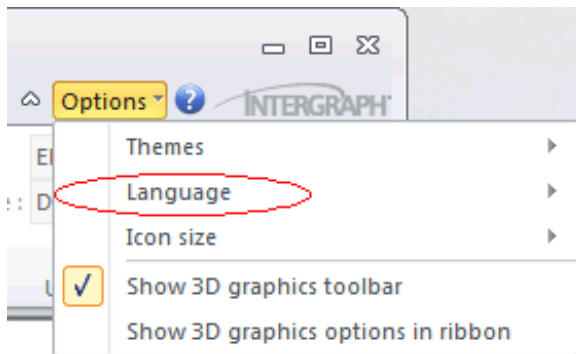 Options ? INTERGRAPH
Themes
Language
Icon size
Show 3D graphics toolbar
Show 3D graphics options in ribbon